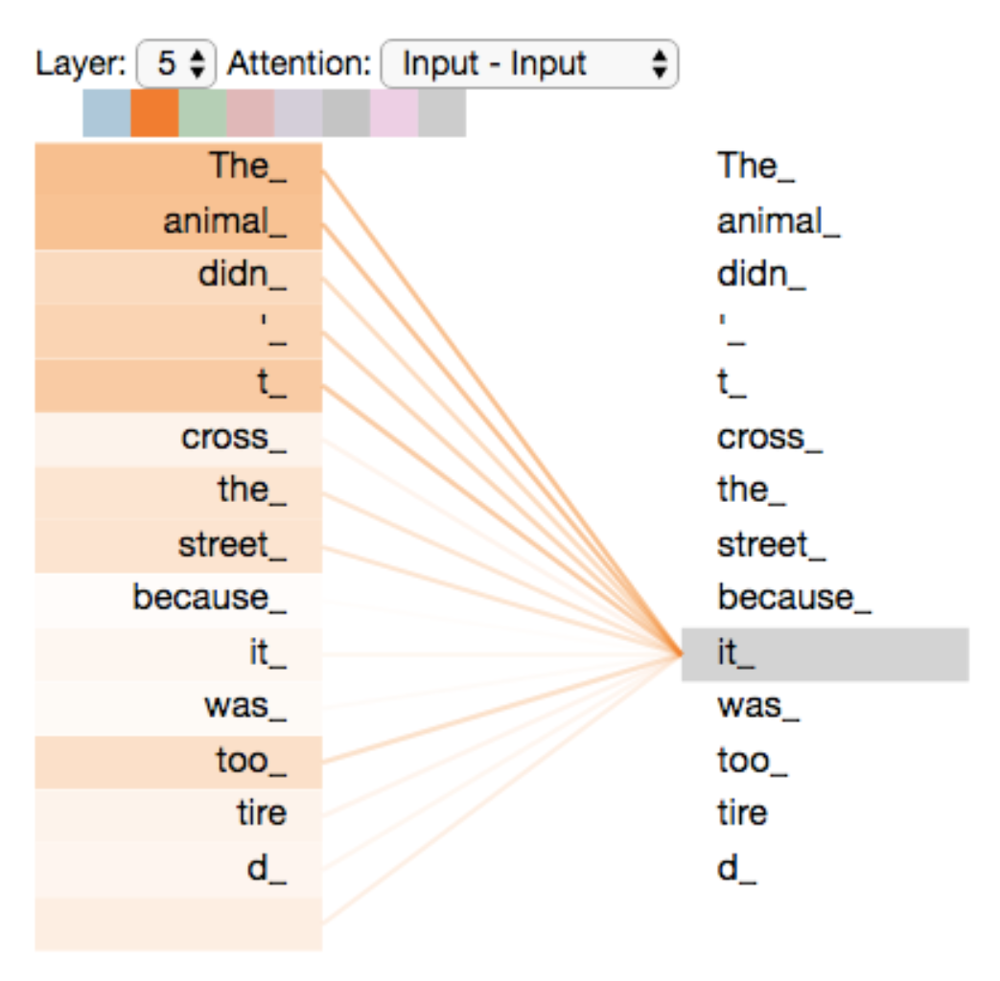 Layer: 5 Attention: Input - Input
The_ The_
animal_ animal_
didn_ didn_
'_ '_
t_ t_
cross_ cross_
the_ the_
street_ street_
because_ because_
it_ it_
was_ was_
too_ too_
tire tire
d_ d_